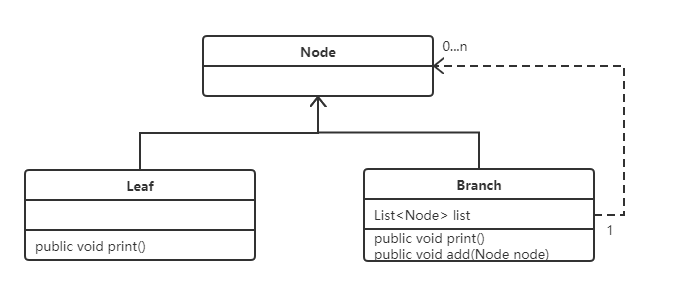 Node
0...n
Leaf
public void print()
Branch
List<Node> list
public void print()
public void add(Node node)
1